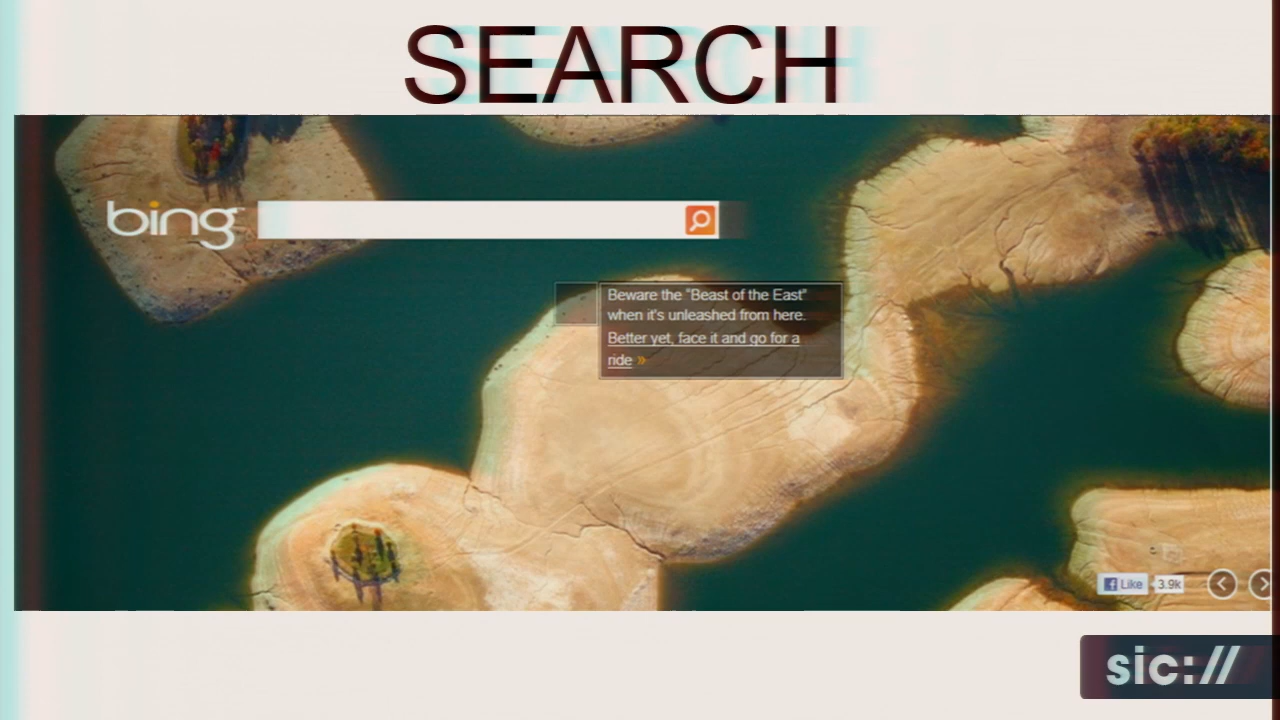 SEARCH
bing
Beware the "Beast of the East"
when it's unleashed from here.
Better yet, face it and go for a
ride »
Like 3.9k
sic://